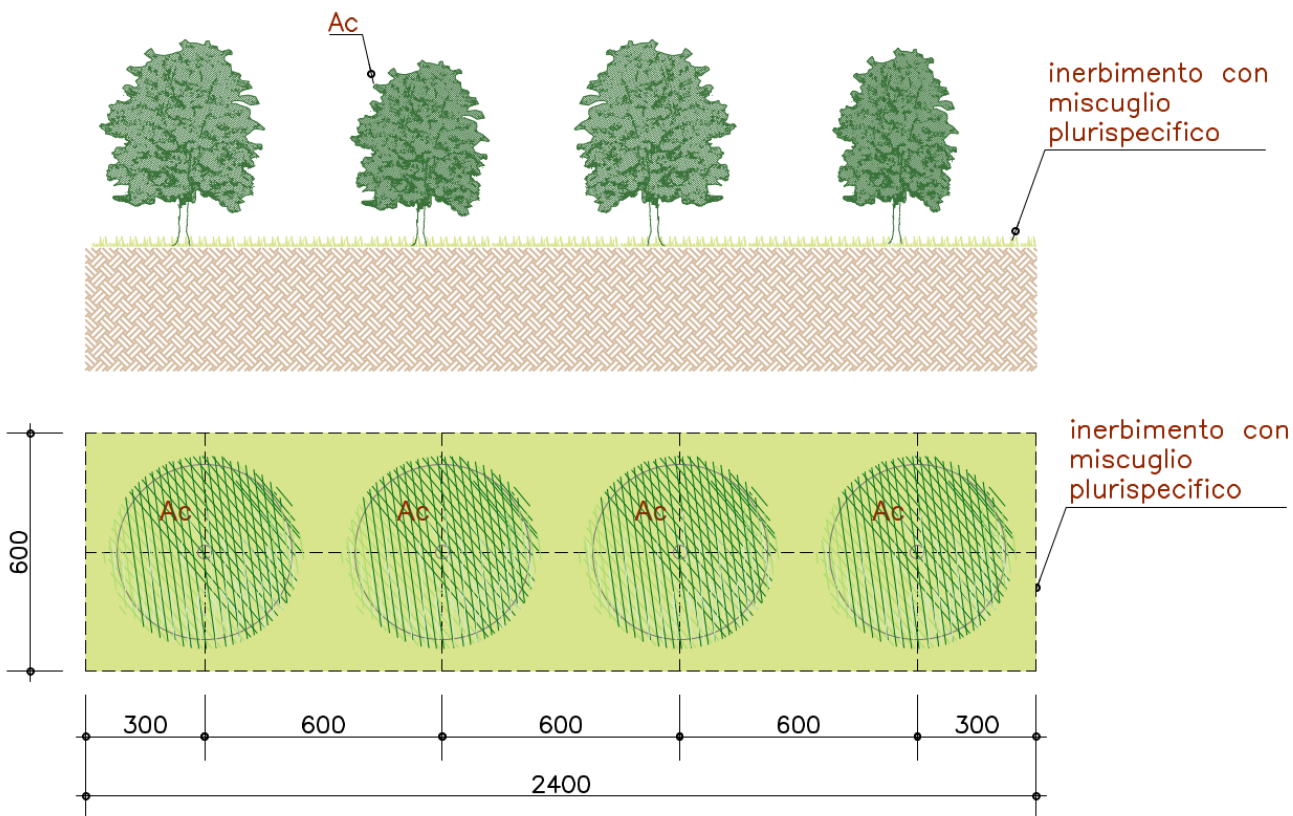 Ac
inerbimento con
miscuglio
plurispecifico
inerbimento con
miscuglio
plurispecifico
Ac Ac Ac Ac
600
300 600 600 600 300
2400